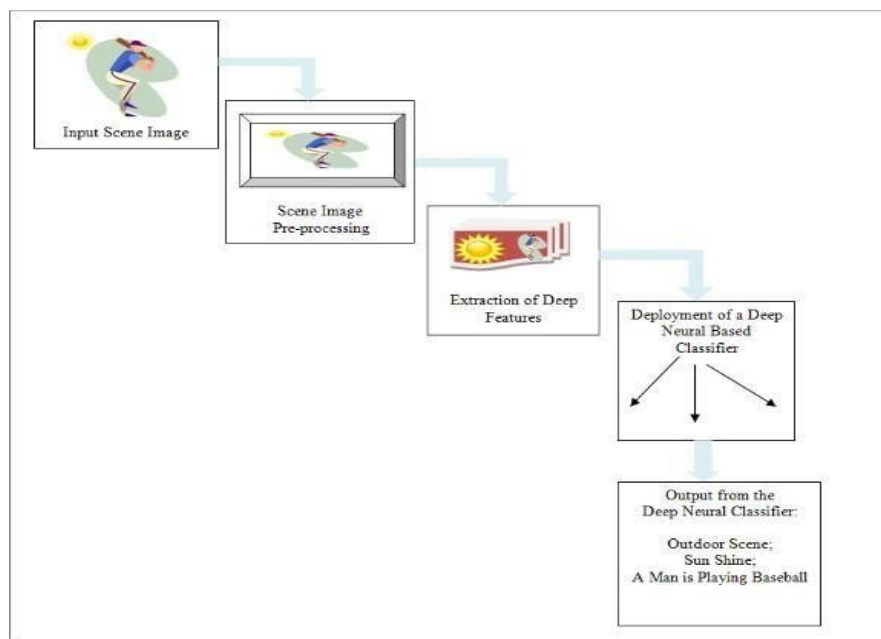 Input Scene Image
Scene Image
Pre-processing
Extraction of Deep
Features
Deployment of a Deep
Neural Based
Classifier
Output from the
Deep Neural Classifier:
Outdoor Scene;
Sun Shine;
A Man is Playing Baseball